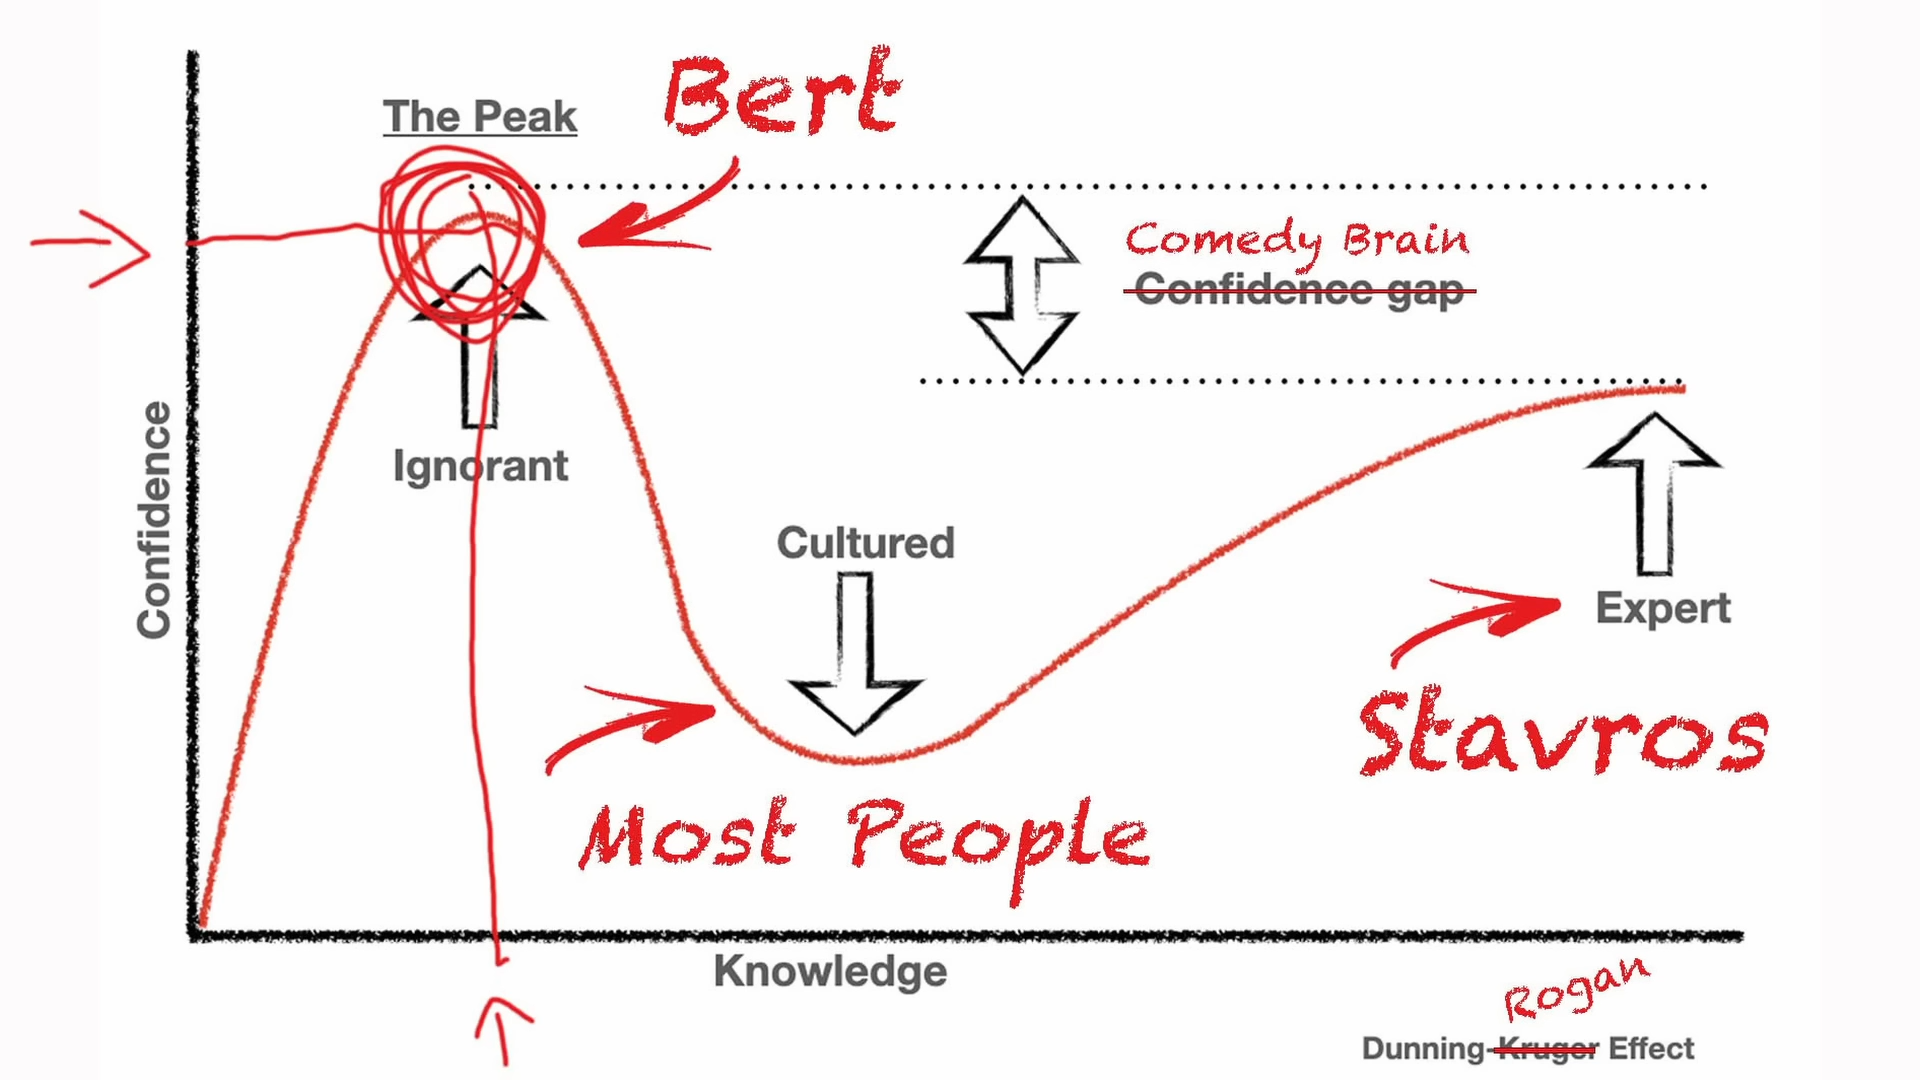 Bert
The Peak
Comedy Brain
Confidence gap
Confidence
Ignorant
Cultured
Expert
Stavros
Most People
Knowledge
Rogan
Dunning-Kruger Effect